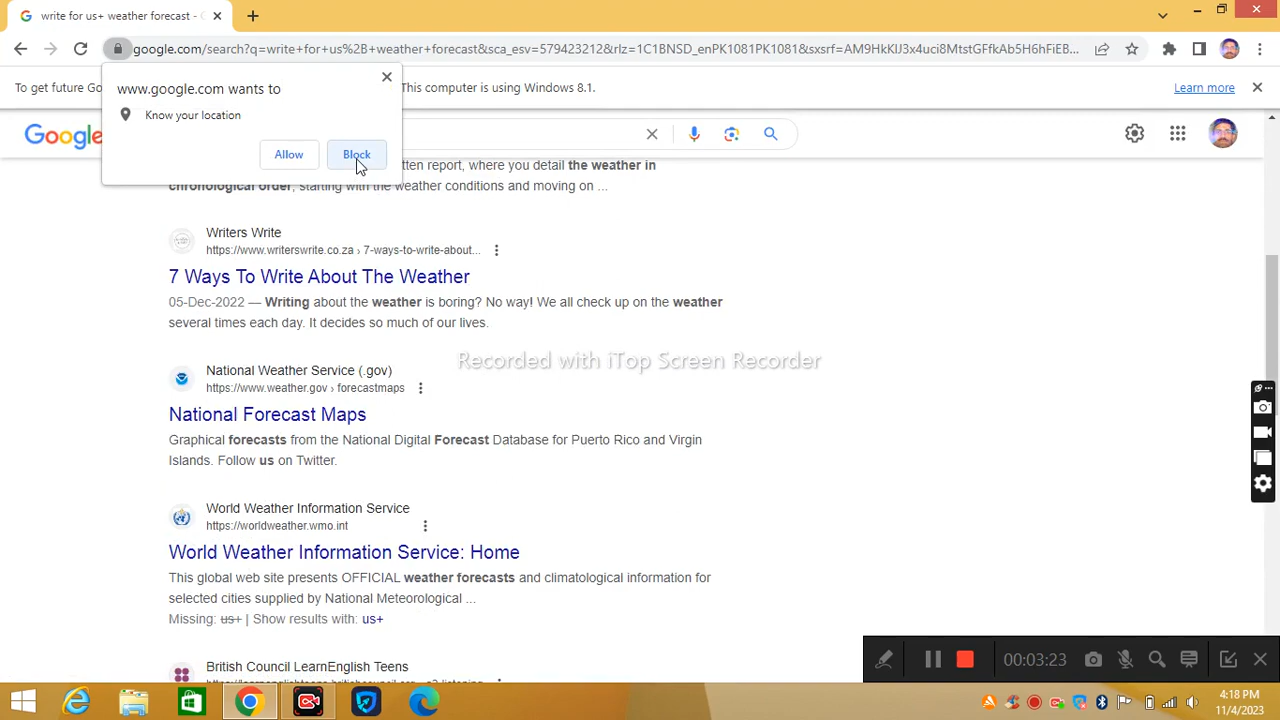 write for us+ weather forecast - G
google.com/search?q=write+for+us%2B+weather+forecast&sca_esv=579423212&rlz=1C1BNSD_enPK1081PK1081&sxsrf=AM9HkKlJ3x4uci8MtstGFfkAb5H6hFiEB...
To get future Go
This computer is using Windows 8.1.
Learn more
www.google.com wants to
Know your location
Allow
Block
Google
tten report, where you detail the weather in
chronological order, starting with the weather conditions and moving on ...
Writers Write
https://www.writerswrite.co.za › 7-ways-to-write-about...
7 Ways To Write About The Weather
05-Dec-2022 — Writing about the weather is boring? No way! We all check up on the weather
several times each day. It decides so much of our lives.
Recorded with iTop Screen Recorder
National Weather Service (.gov)
https://www.weather.gov › forecastmaps
National Forecast Maps
Graphical forecasts from the National Digital Forecast Database for Puerto Rico and Virgin
Islands. Follow us on Twitter.
World Weather Information Service
https://worldweather.wmo.int
World Weather Information Service: Home
This global web site presents OFFICIAL weather forecasts and climatological information for
selected cities supplied by National Meteorological ...
Missing: us+ | Show results with: us+
British Council LearnEnglish Teens
00:03:23
4:18 PM
11/4/2023